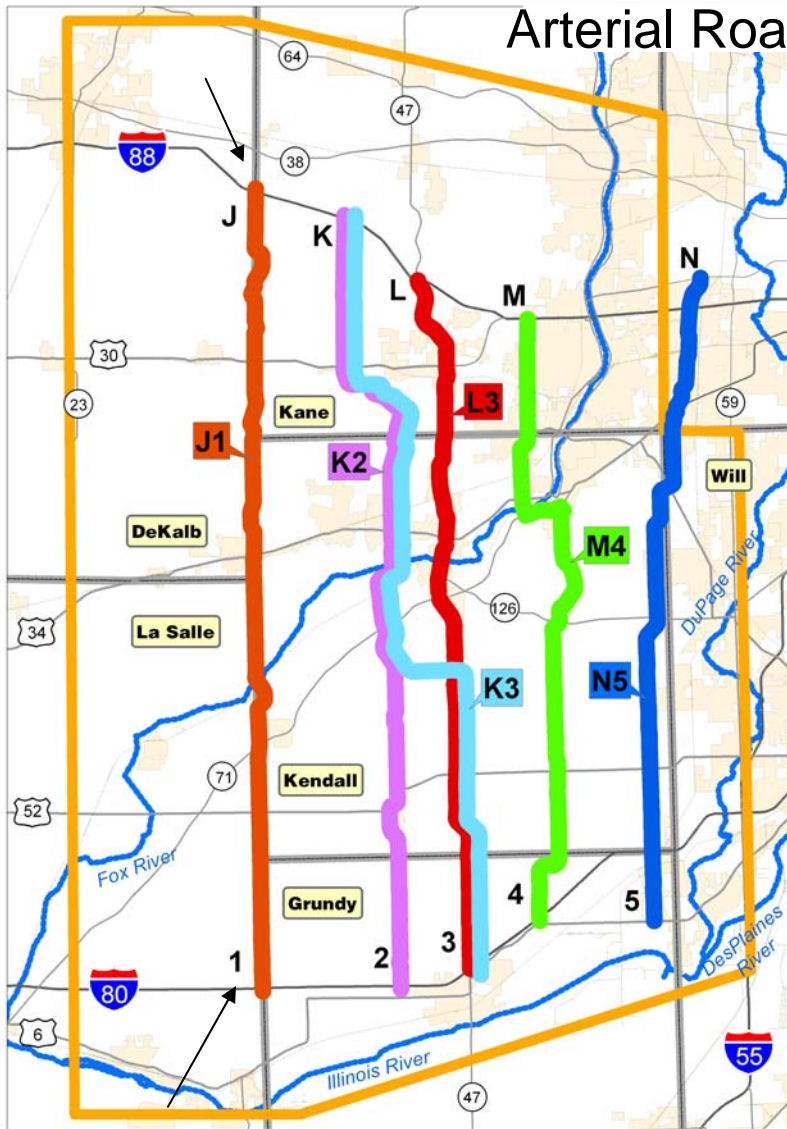 Arterial Roa
64
47
88
38
J
K
N
L
M
30
23
59
L3
Kane
J1
K2
Will
DeKalb
M4
DuPage River
126
34
La Salle
N5
K3
71
Kendall
52
Fox River
Grundy
4
5
3
1
2
DesPlaines
River
80
6
Illinois River
55
47